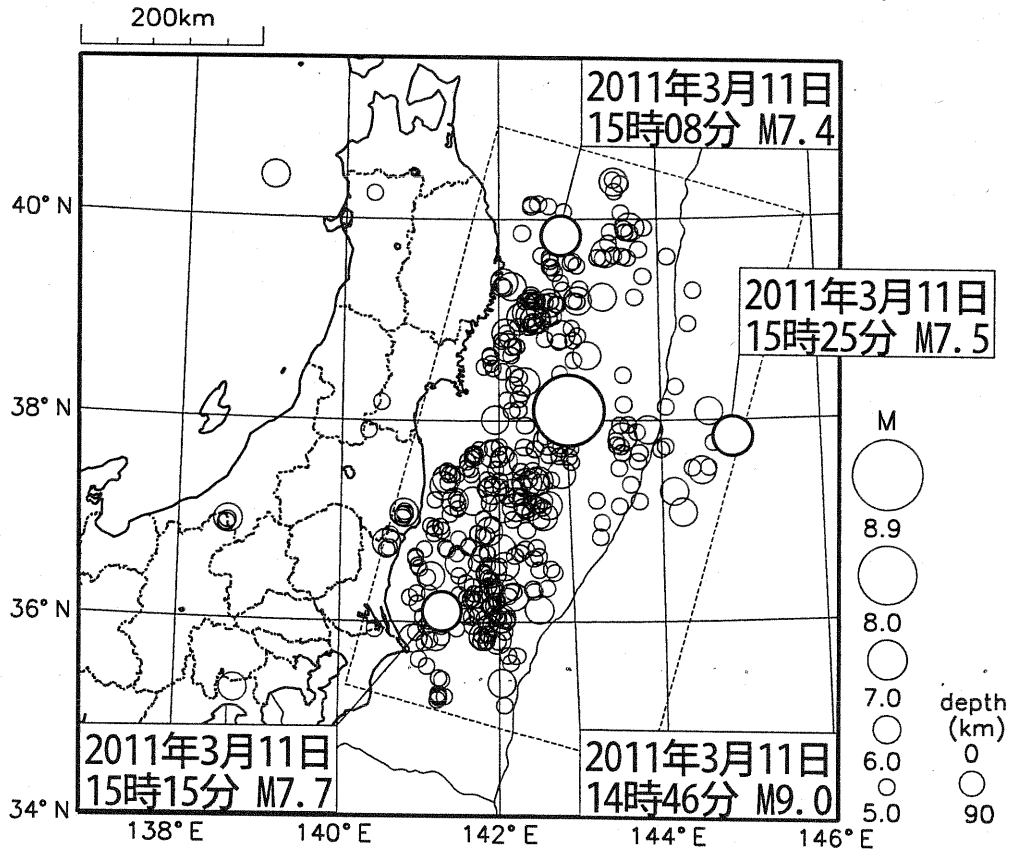 200km
2011年3月11日
15時08分 M7.4
40°N
2011年3月11日
15時25分 M7.5
38°N
M
8.9
8.0
36°N
7.0
depth
(km)
6.0
0
2011年3月11日
15時15分 M7.7
2011年3月11日
14時46分 M9.0
5.0
90
34°N
138°E
140°E
142°E
144°E
146°E